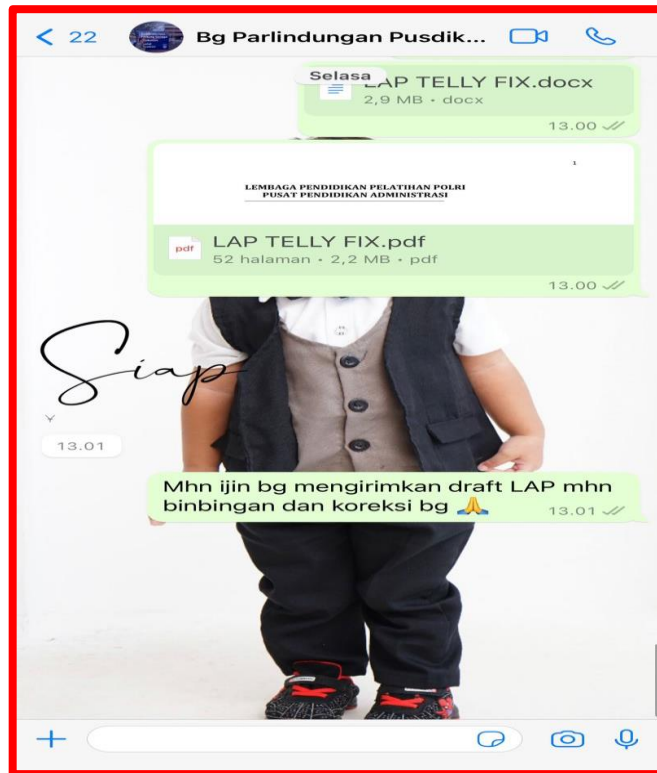 22 Bg Parlindungan Pusdik...
Selasa
LAP TELLY FIX.docx
2,9 MB • docx
13.00
1
LEMBAGA PENDIDIKAN PELATIHAN POLRI
PUSAT PENDIDIKAN ADMINISTRASI
pdf
LAP TELLY FIX.pdf
52 halaman • 2,2 MB • pdf
13.00
Siap
13.01
Mhn ijin bg mengirimkan draft LAP mhn
binbingan dan koreksi bg 🙏
13.01